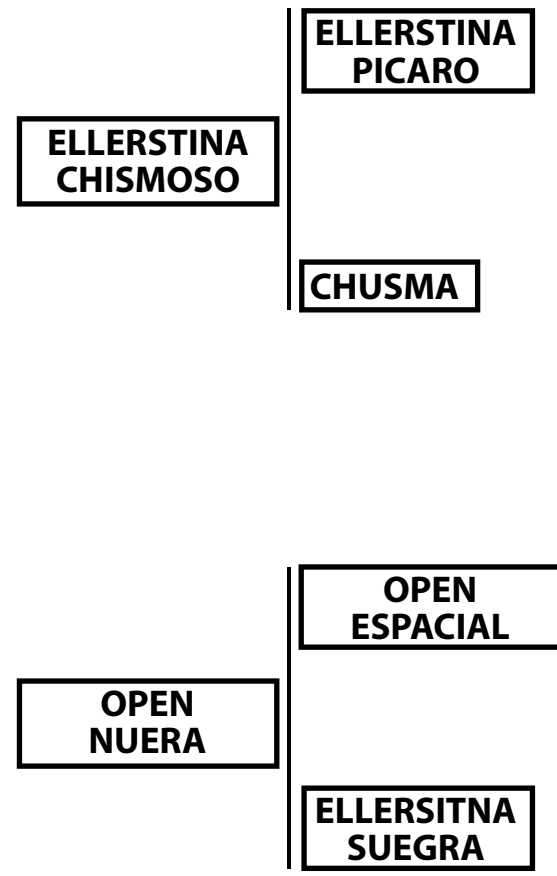 ELLERSTINA
PICARO
ELLERSTINA
CHISMOSO
CHUSMA
OPEN
ESPACIAL
OPEN
NUERA
ELLERSITNA
SUEGRA